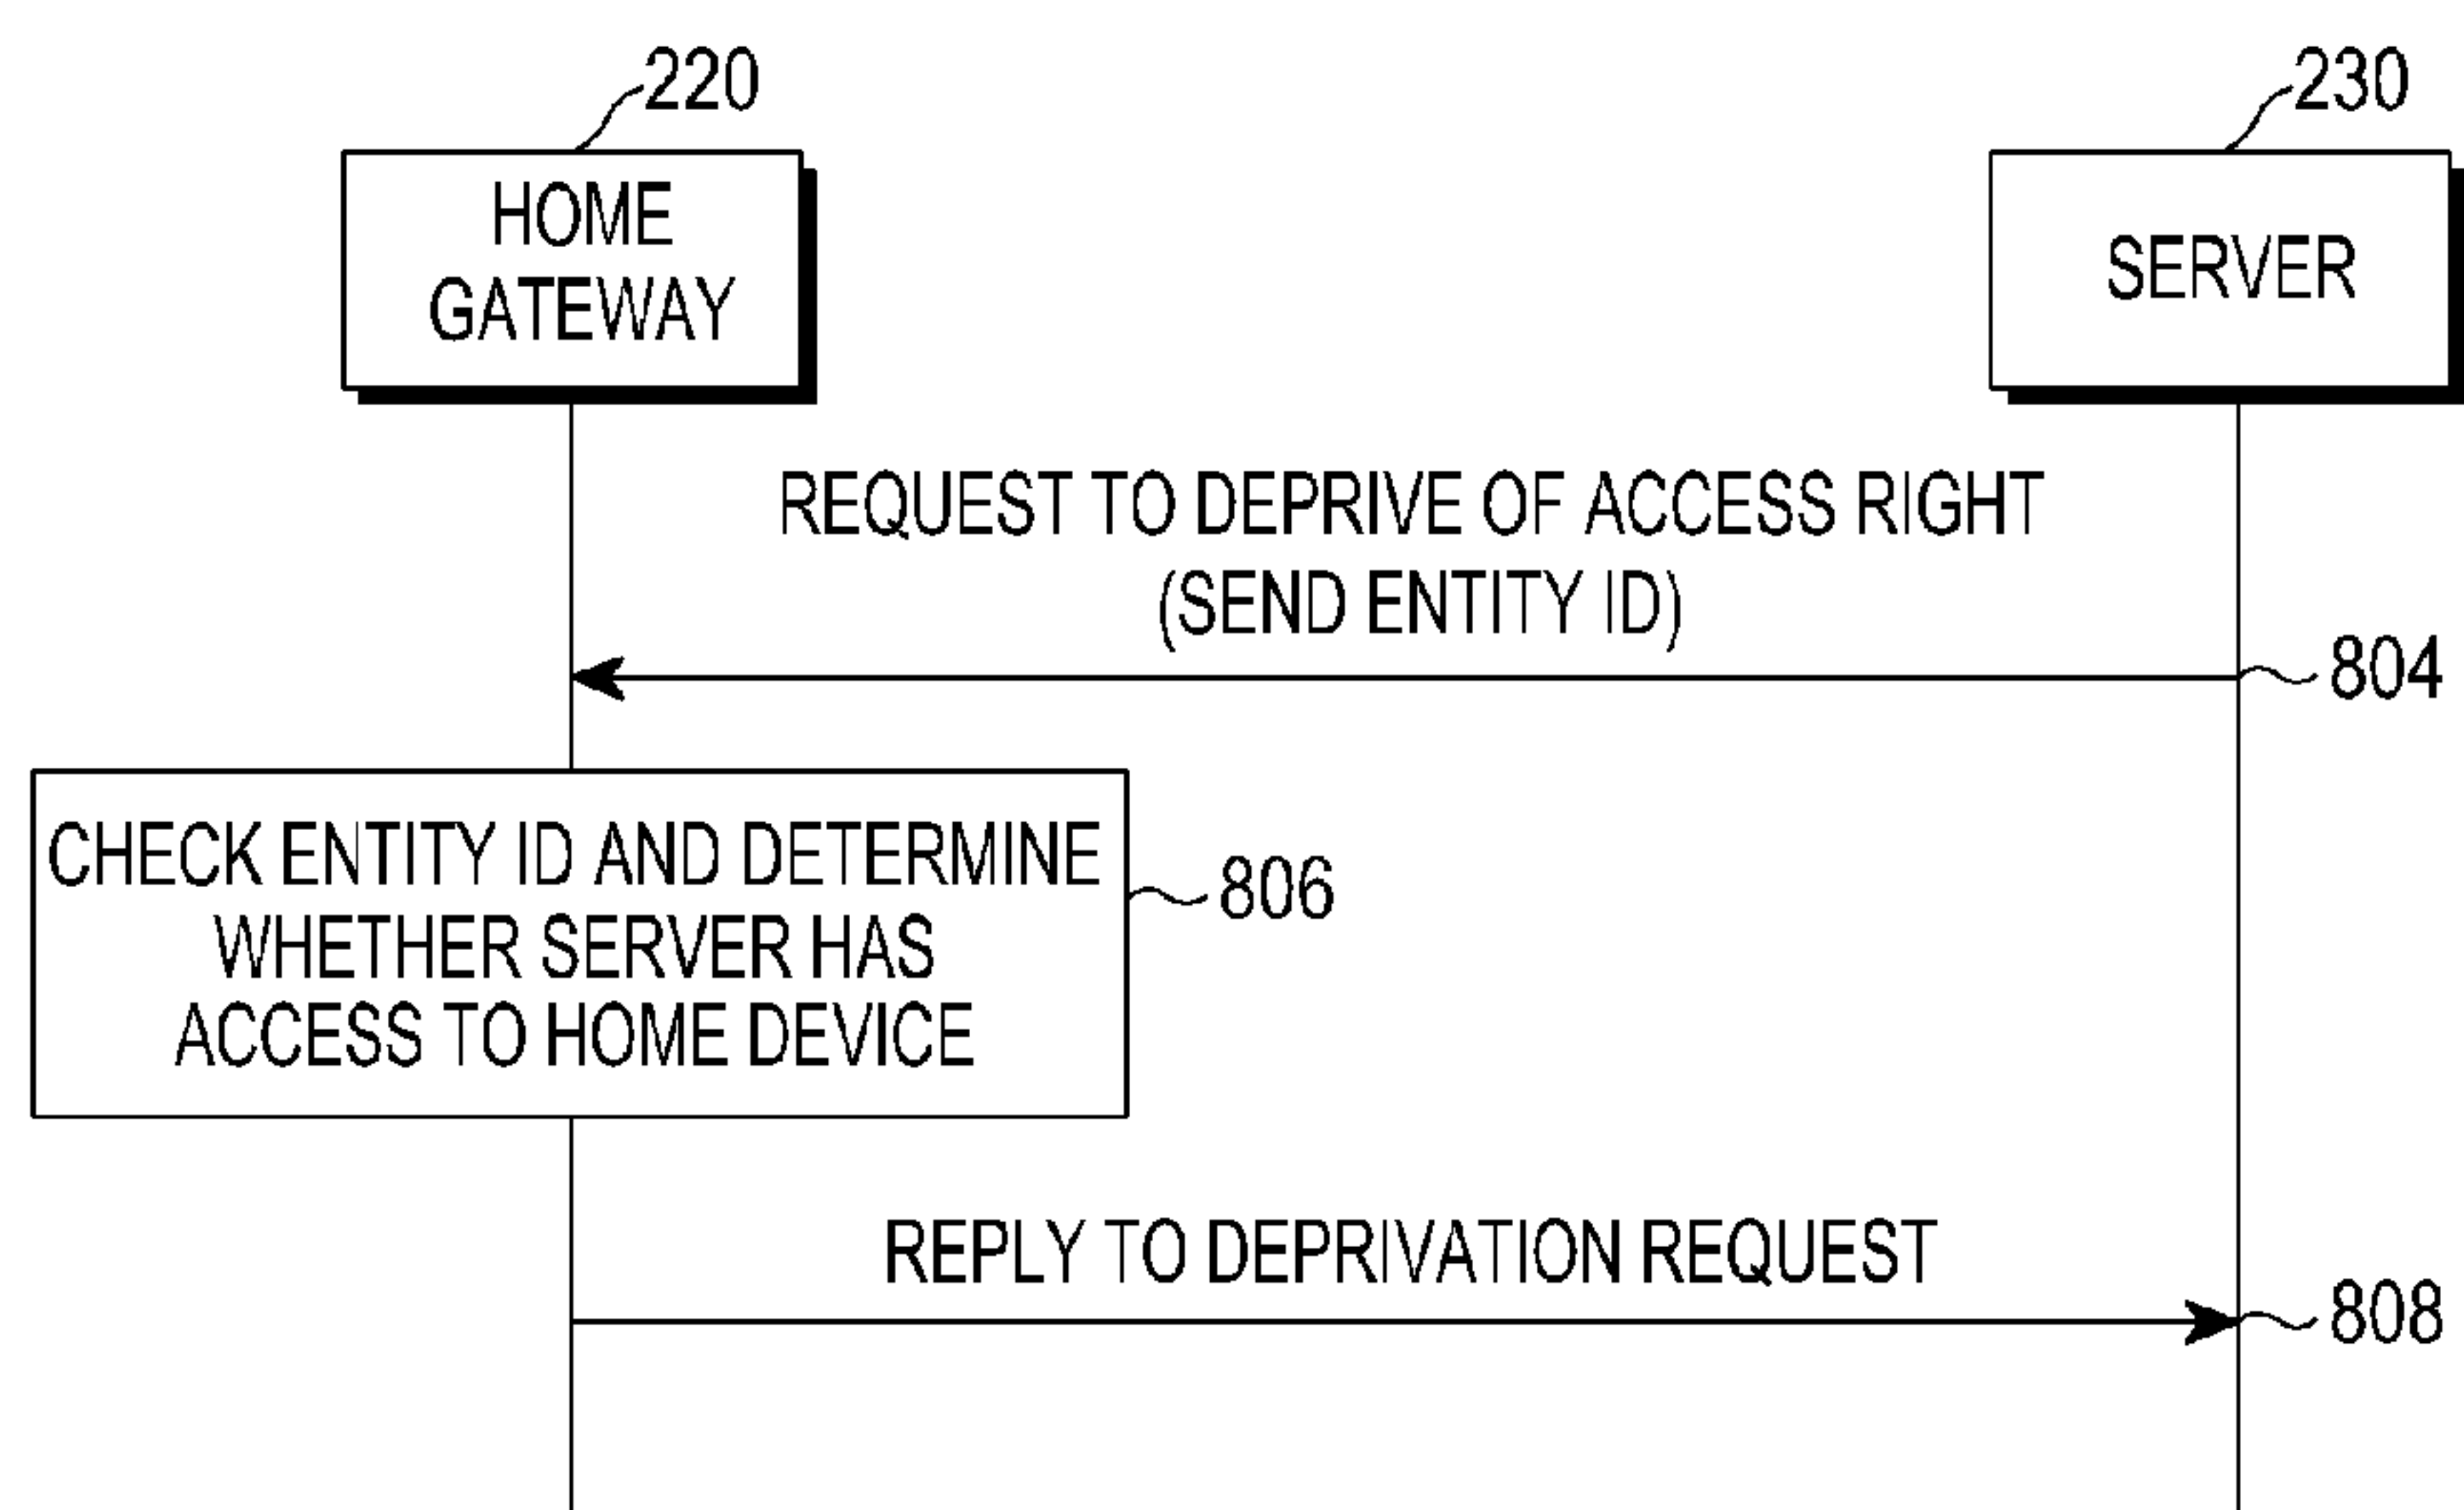 220
230
HOME
GATEWAY
SERVER
REQUEST TO DEPRIVE OF ACCESS RIGHT
(SEND ENTITY ID)
804
CHECK ENTITY ID AND DETERMINE
WHETHER SERVER HAS
ACCESS TO HOME DEVICE
806
REPLY TO DEPRIVATION REQUEST
808